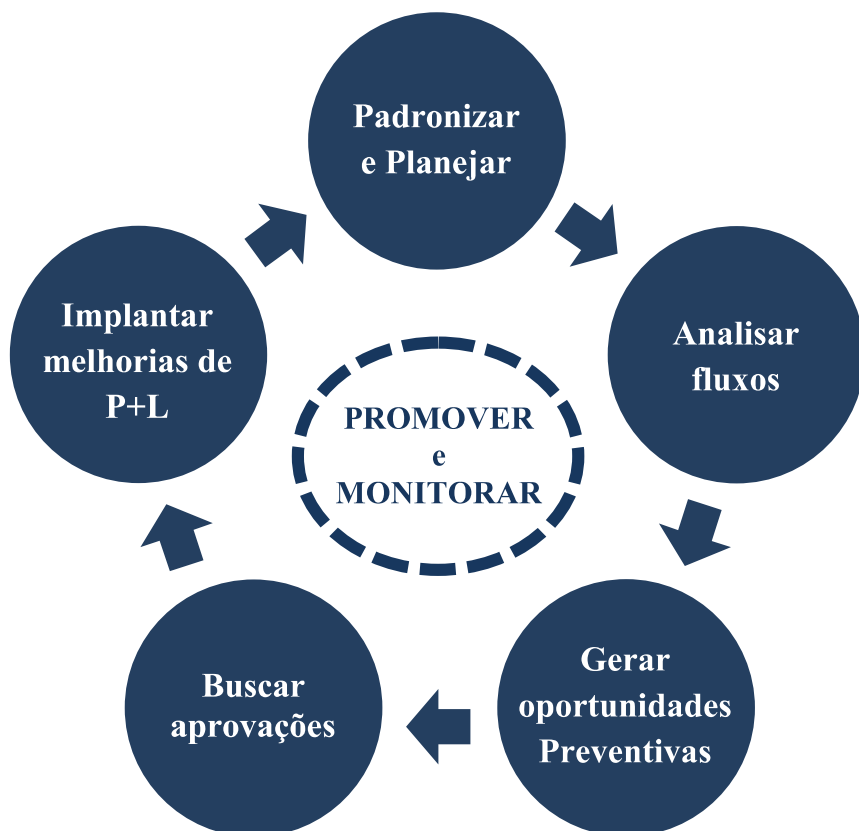 Padronizar
e Planejar
Analisar
fluxos
Gerar
oportunidades
Preventivas
Buscar
aprovações
Implantar
melhorias de
P+L
PROMOVER
e
MONITORAR